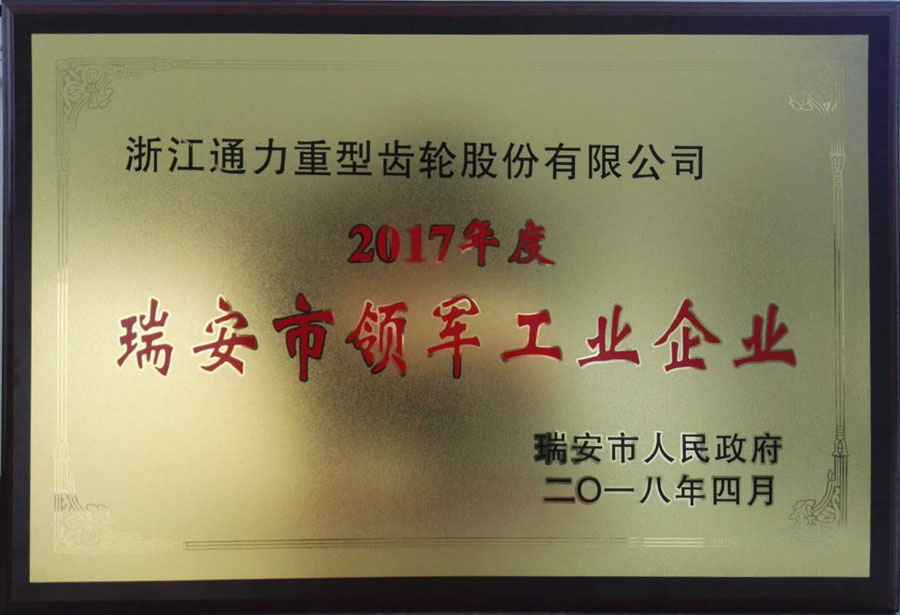 浙江通力重型齿轮股份有限公司
2017年度
瑞安市领军工业企业
瑞安市人民政府
二〇一八年四月